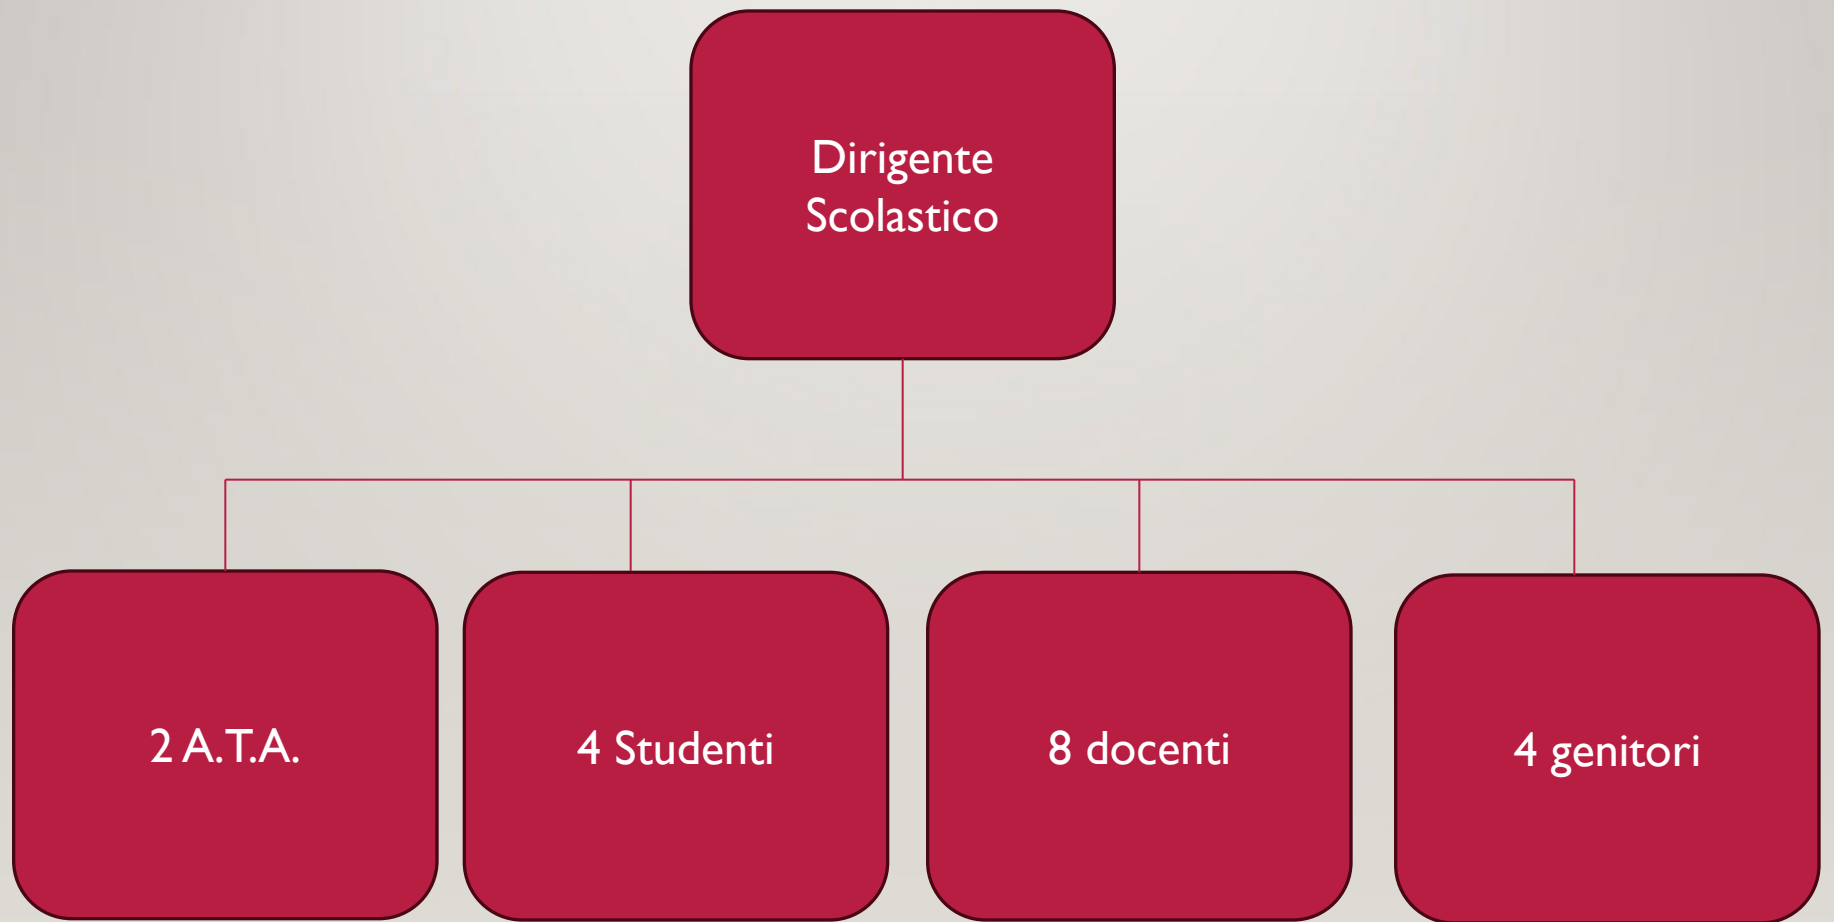 Dirigente
Scolastico
2 A.T.A.
4 Studenti
8 docenti
4 genitori